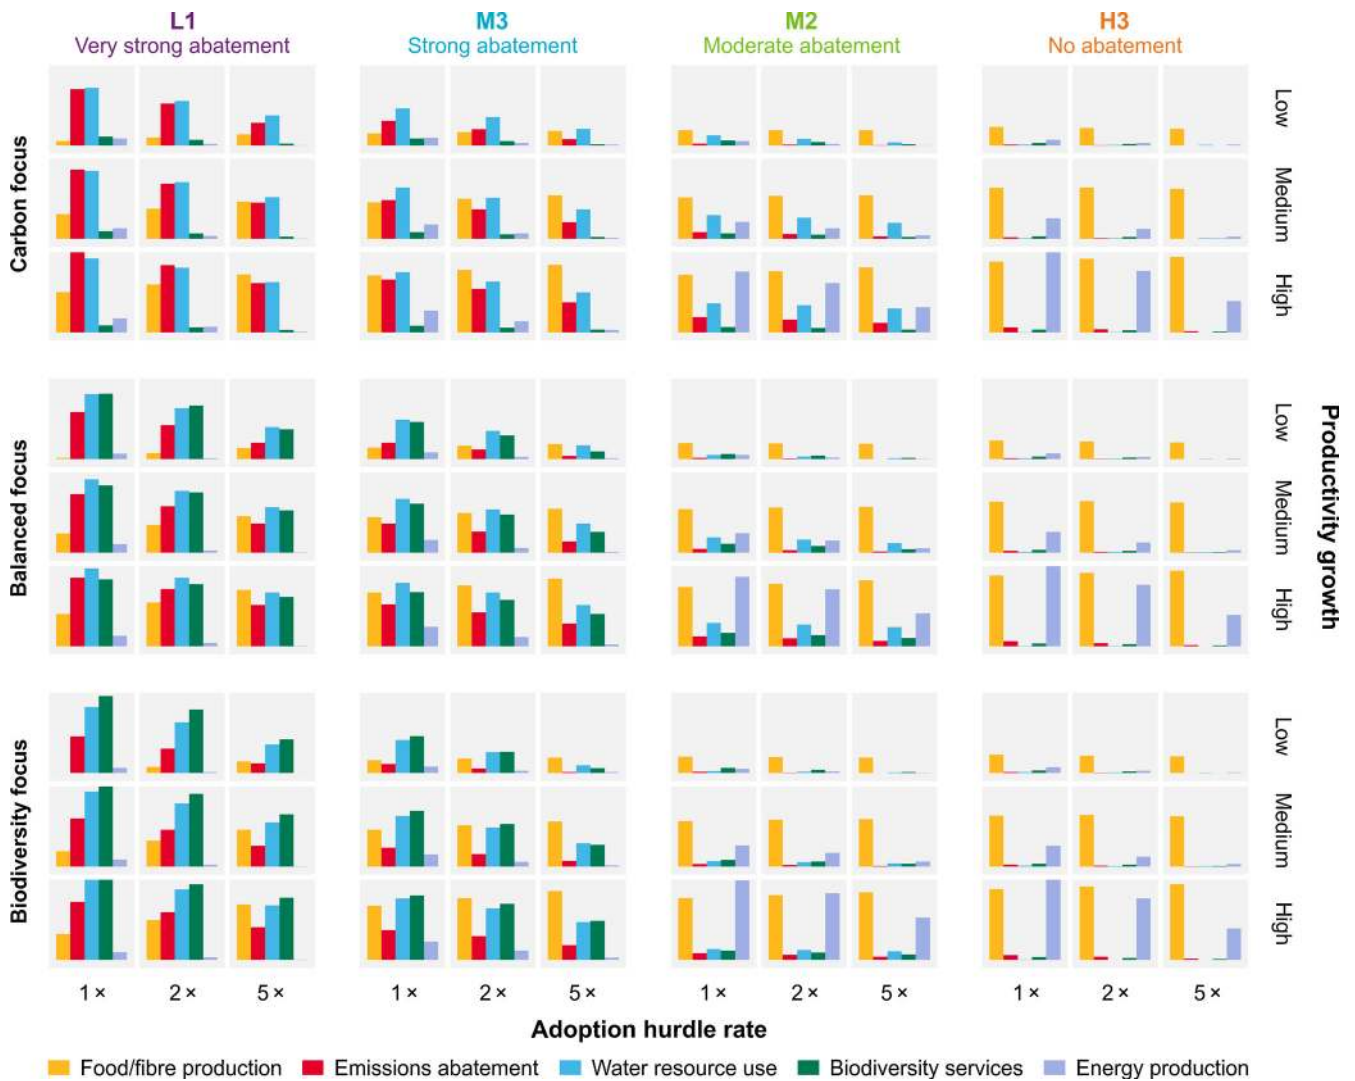 L1
Very strong abatement
M3
Strong abatement
M2
Moderate abatement
H3
No abatement
Carbon focus
Low
Medium
High
Balanced focus
Low
Medium
High
Productivity growth
Biodiversity focus
Low
Medium
High
1 × 2 × 5 × 1 × 2 × 5 × 1 × 2 × 5 × 1 × 2 × 5 ×
Adoption hurdle rate
Food/fibre production Emissions abatement Water resource use Biodiversity services Energy production